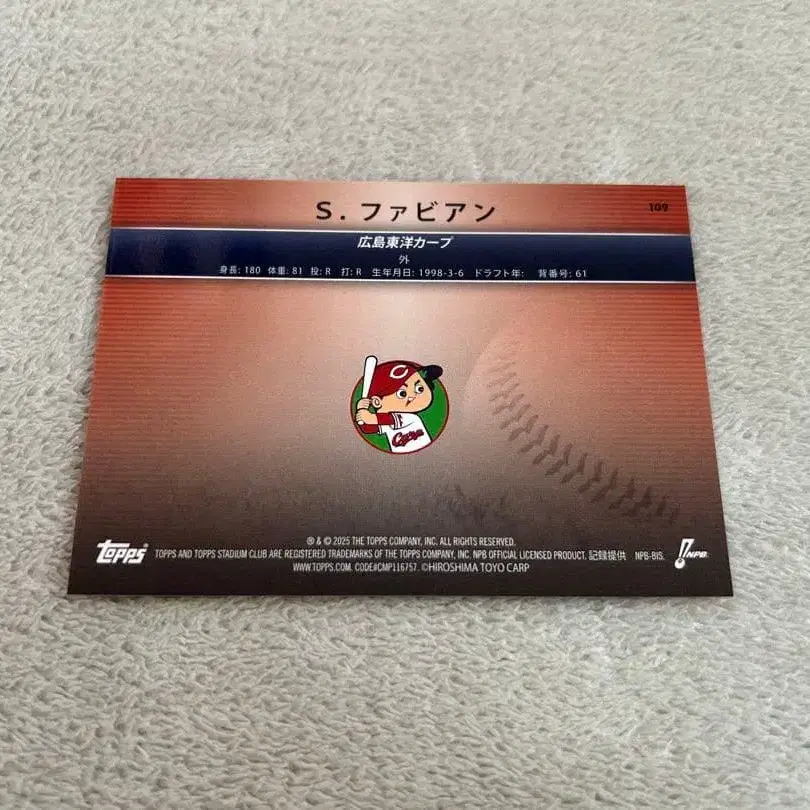 S. ファビアン
109
広島東洋カープ
外
身長: 180 体重: 81 投: R 打: R 生年月日: 1998-3-6 ドラフト年: 背番号: 61
C
Carp
® & © 2025 THE TOPPS COMPANY, INC. ALL RIGHTS RESERVED.
Topps TOPPS AND TOPPS STADIUM CLUB ARE REGISTERED TRADEMARKS OF THE TOPPS COMPANY, INC. NPB OFFICIAL LICENSED PRODUCT. 記録提供 NPB-BIS. NPB
WWW.TOPPS.COM. CODE#CMP116757. ©HIROSHIMA TOYO CARP